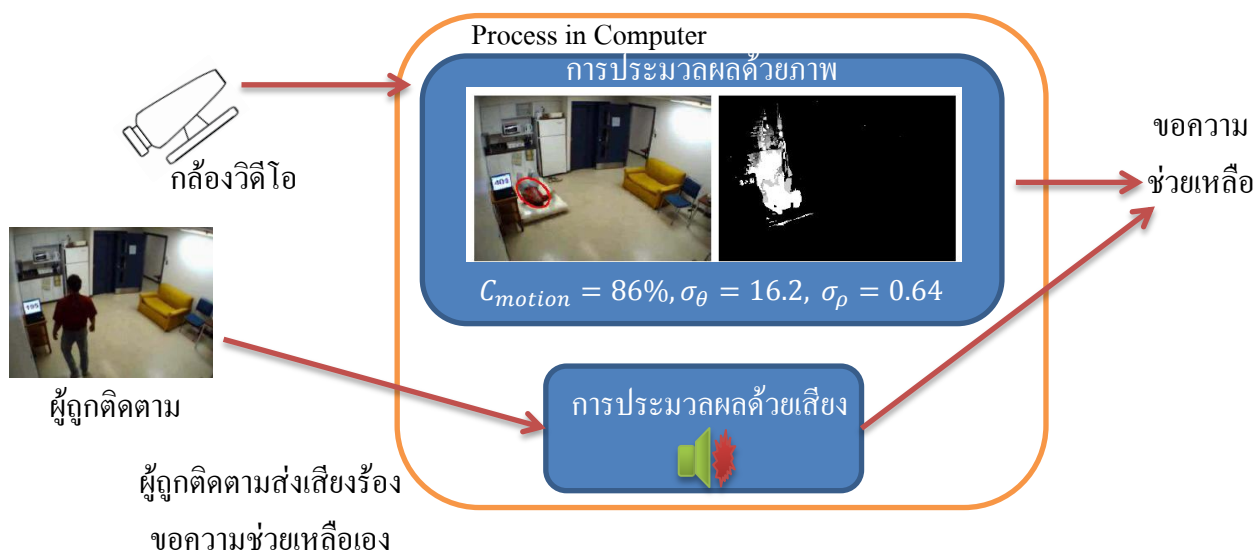 Process in Computer
การประมวลผลด้วยภาพ
กล้องวิดีโอ
C_{motion} = 86%, σ_θ = 16.2, σ_ρ = 0.64
ขอความ
ช่วยเหลือ
ผู้ถูกติดตาม
การประมวลผลด้วยเสียง
ผู้ถูกติดตามส่งเสียงร้อง
ขอความช่วยเหลือเอง